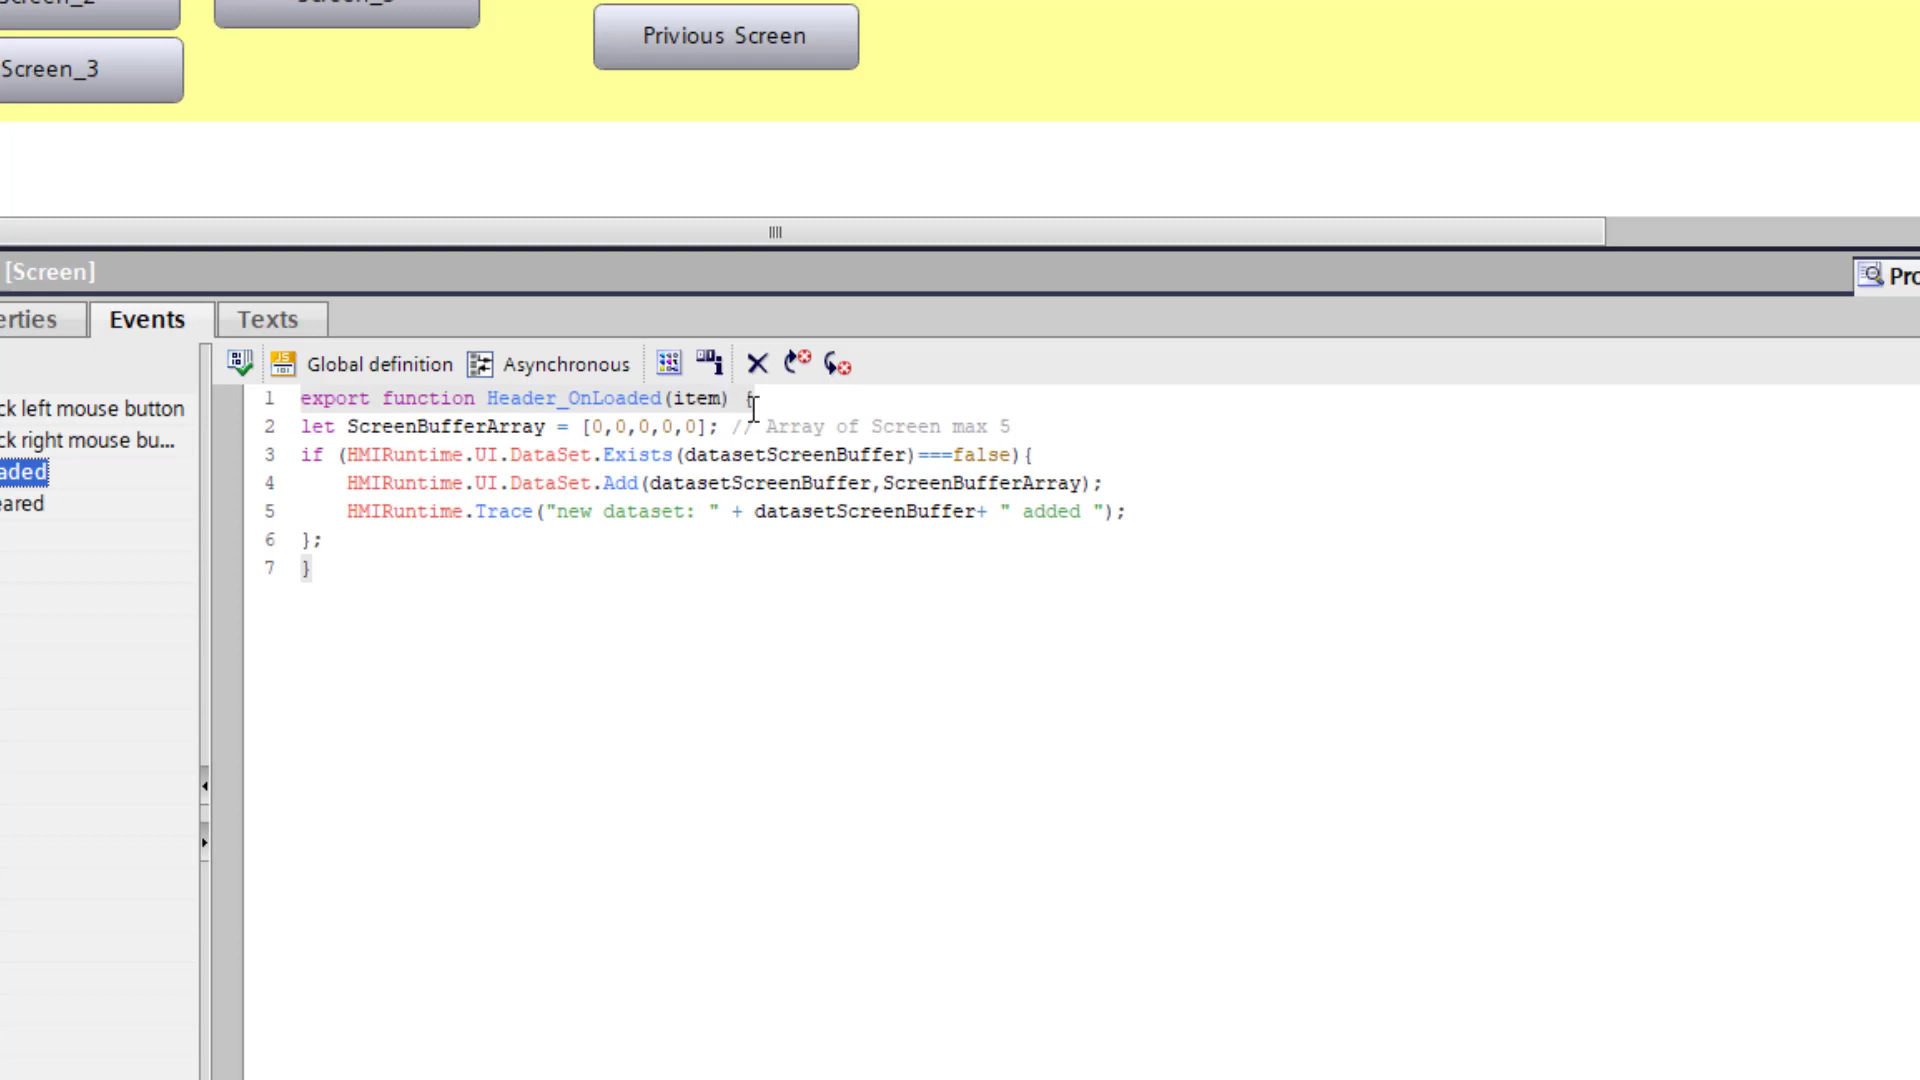 Screen_3
Privious Screen
[Screen]
Events
Texts
Global definition
Asynchronous
ck left mouse button
ck right mouse bu...
aded
eared
1 export function Header_OnLoaded(item) {
2 let ScreenBufferArray = [0,0,0,0,0]; // Array of Screen max 5
3 if (HMIRuntime.UI.DataSet.Exists(datasetScreenBuffer)===false){
4 HMIRuntime.UI.DataSet.Add(datasetScreenBuffer,ScreenBufferArray);
5 HMIRuntime.Trace("new dataset: " + datasetScreenBuffer+ " added ");
6 };
7 }